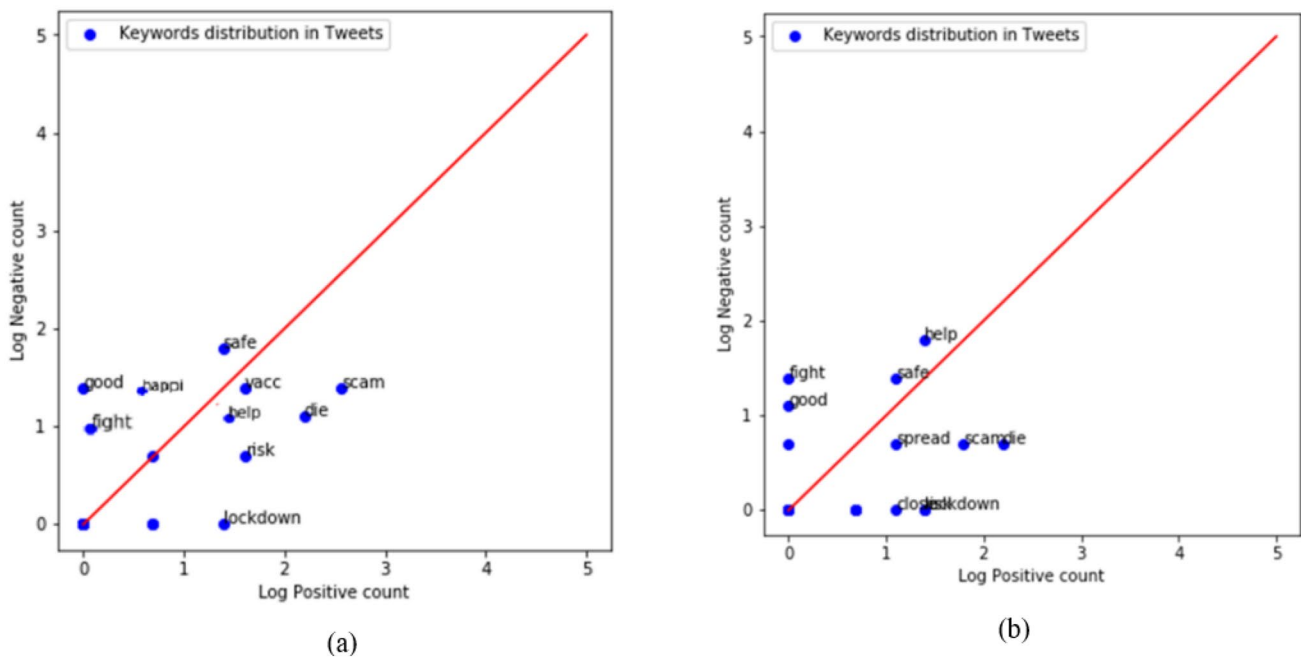 Keywords distribution in Tweets
5
4
3
2
1
0
Log Negative count
safe
good
happi
vacc
scam
fight
help
die
risk
lockdown
0 1 2 3 4 5
Log Positive count
(a)
Keywords distribution in Tweets
5
4
3
2
1
0
Log Negative count
help
fight
safe
good
spread
scam
die
lockdown
0 1 2 3 4 5
Log Positive count
(b)